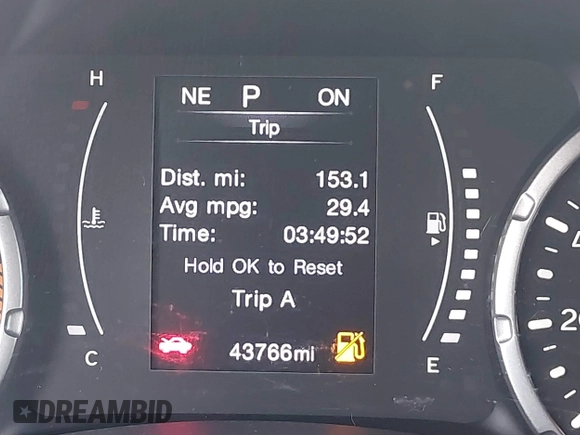 H
F
NE P ON
Trip
Dist. mi: 153.1
Avg mpg: 29.4
Time: 03:49:52
Hold OK to Reset
Trip A
43766mi
C
E
DREAMBID